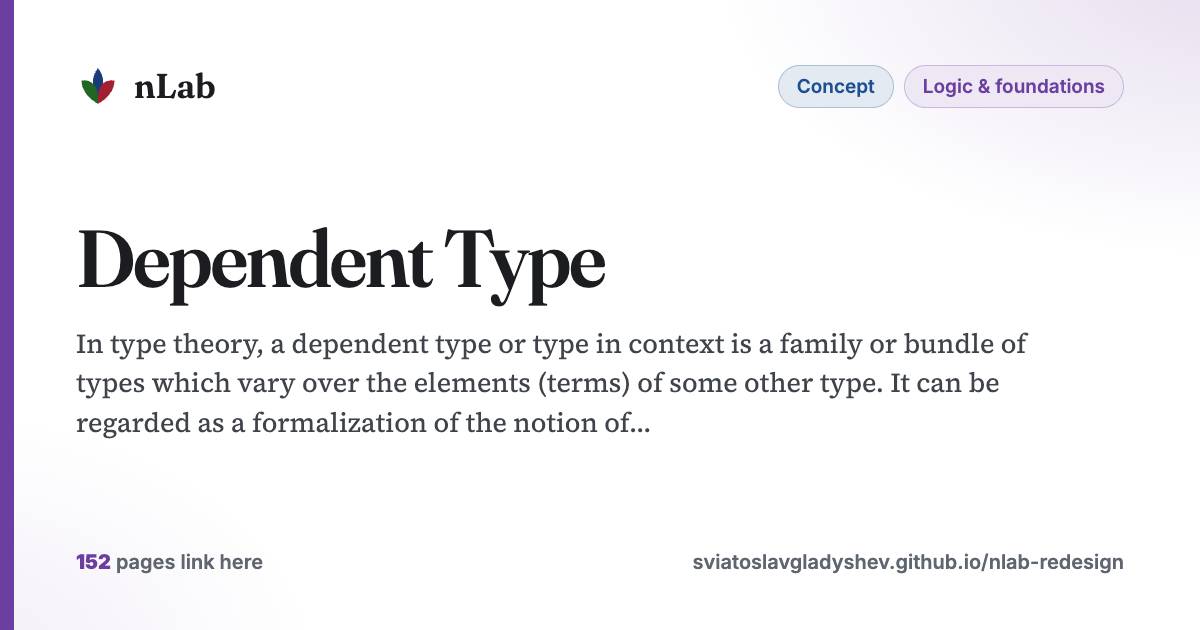 nLab
Concept
Logic & foundations
Dependent Type
In type theory, a dependent type or type in context is a family or bundle of
types which vary over the elements (terms) of some other type. It can be
regarded as a formalization of the notion of...
152 pages link here
sviatoslavgladyshev.github.io/nlab-redesign